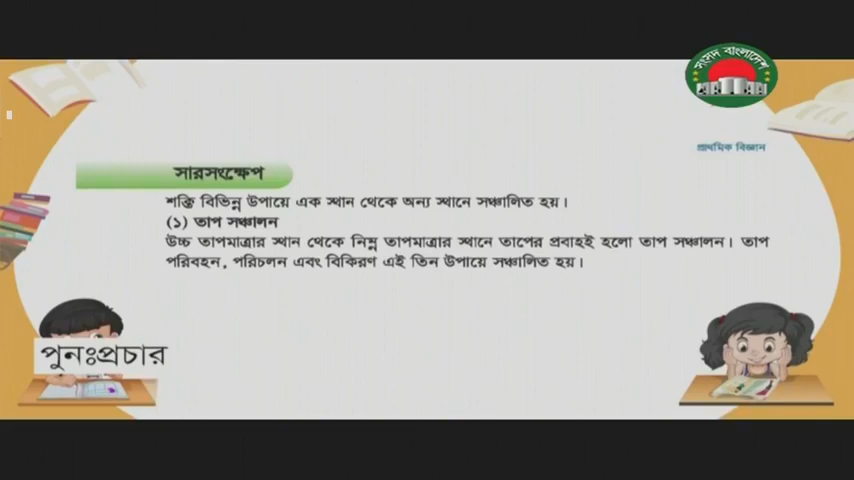 সংসদ বাংলাদেশ
প্রাথমিক বিজ্ঞান
সারসংক্ষেপ
শক্তি বিভিন্ন উপায়ে এক স্থান থেকে অন্য স্থানে সঞ্চালিত হয়।
(১) তাপ সঞ্চালন
উচ্চ তাপমাত্রার স্থান থেকে নিম্ন তাপমাত্রার স্থানে তাপের প্রবাহই হলো তাপ সঞ্চালন। তাপ
পরিবহন, পরিচলন এবং বিকিরণ এই তিন উপায়ে সঞ্চালিত হয়।
পুনঃপ্রচার